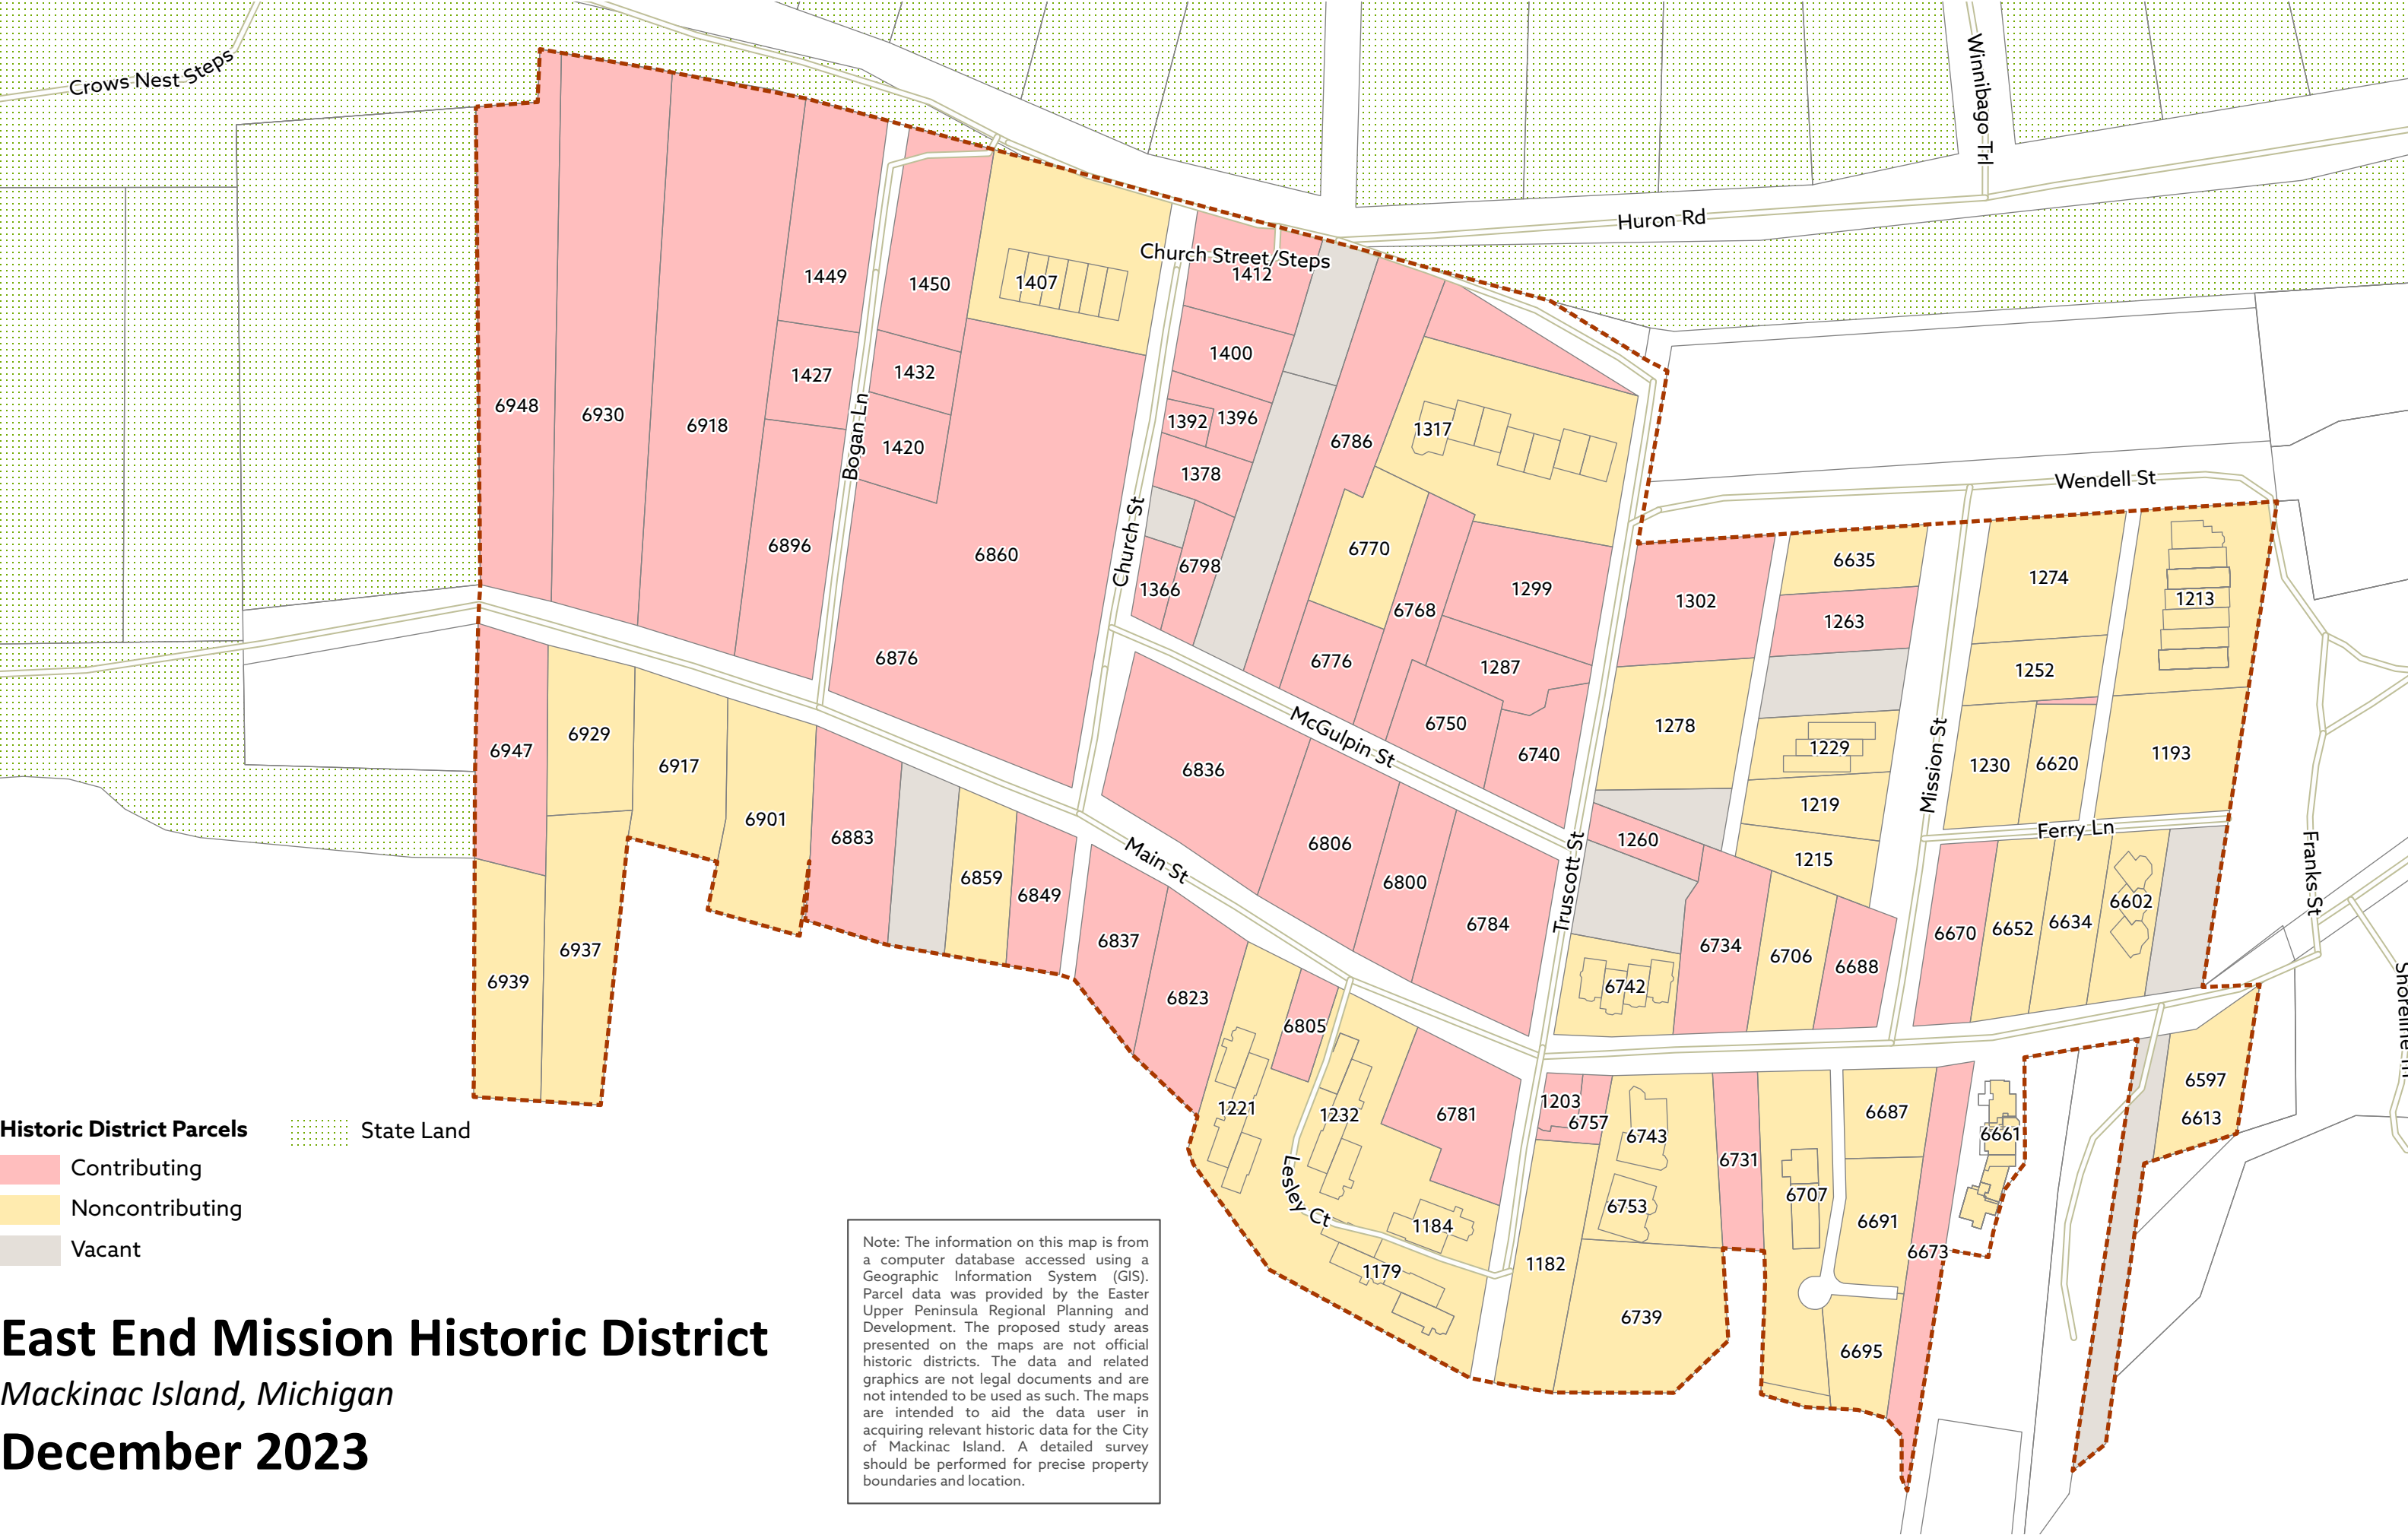 Crows Nest Steps
Winnibago Trl
Huron Rd
Church Street/Steps
1412
1449
1450
1407
1400
1427
1432
1392
1396
6948
6930
6918
Bogan Ln
1420
1378
6786
1317
Wendell St
6896
6860
Church St
6798
1366
6770
6768
1299
1302
6635
1263
1274
1213
6876
6776
1287
1252
6947
6929
6917
6901
6883
6836
McGulpin St
6750
6740
1278
1229
Mission St
1230
6620
1193
1219
Ferry Ln
6859
6849
Main St
6806
6800
6784
Truscott St
1260
1215
Franks St
6939
6937
6837
6823
6805
6742
6734
6706
6688
6670
6652
6634
6602
Shoreline Trl
1221
1232
6781
1203
6757
6743
6731
6687
6661
6597
6613
Lesley Ct
1184
1179
1182
6753
6707
6691
6673
6739
6695
Historic District Parcels
State Land
Contributing
Noncontributing
Vacant
East End Mission Historic District
Mackinac Island, Michigan
December 2023
Note: The information on this map is from
a computer database accessed using a
Geographic Information System (GIS).
Parcel data was provided by the Easter
Upper Peninsula Regional Planning and
Development. The proposed study areas
presented on the maps are not official
historic districts. The data and related
graphics are not legal documents and are
not intended to be used as such. The maps
are intended to aid the data user in
acquiring relevant historic data for the City
of Mackinac Island. A detailed survey
should be performed for precise property
boundaries and location.